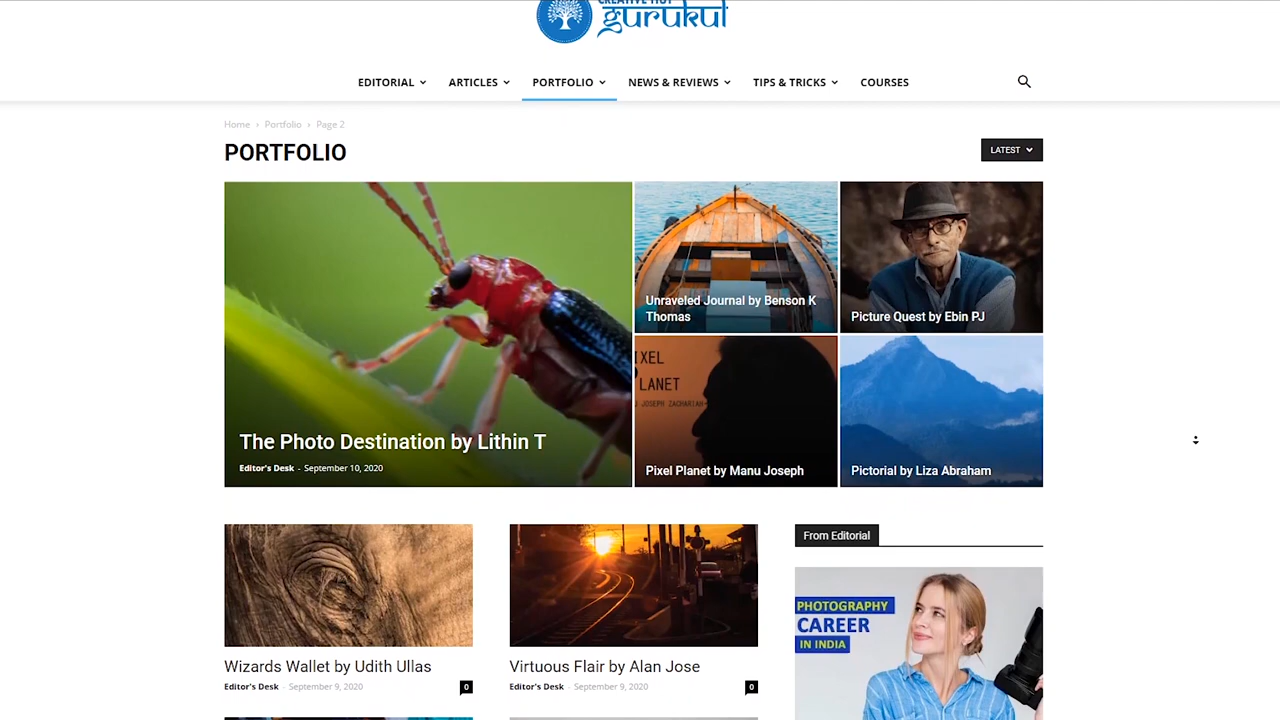 CREATIVE HUT
gurukul
EDITORIAL
ARTICLES
PORTFOLIO
NEWS & REVIEWS
TIPS & TRICKS
COURSES
Home › Portfolio › Page 2
PORTFOLIO
LATEST
The Photo Destination by Lithin T
Editor's Desk - September 10, 2020
Unraveled Journal by Benson K
Thomas
Picture Quest by Ebin PJ
IXEL
LANET
JOSEPH ZACHARIAH
Pixel Planet by Manu Joseph
Pictorial by Liza Abraham
Wizards Wallet by Udith Ullas
Editor's Desk - September 9, 2020
0
Virtuous Flair by Alan Jose
Editor's Desk - September 9, 2020
0
From Editorial
PHOTOGRAPHY
CAREER
IN INDIA